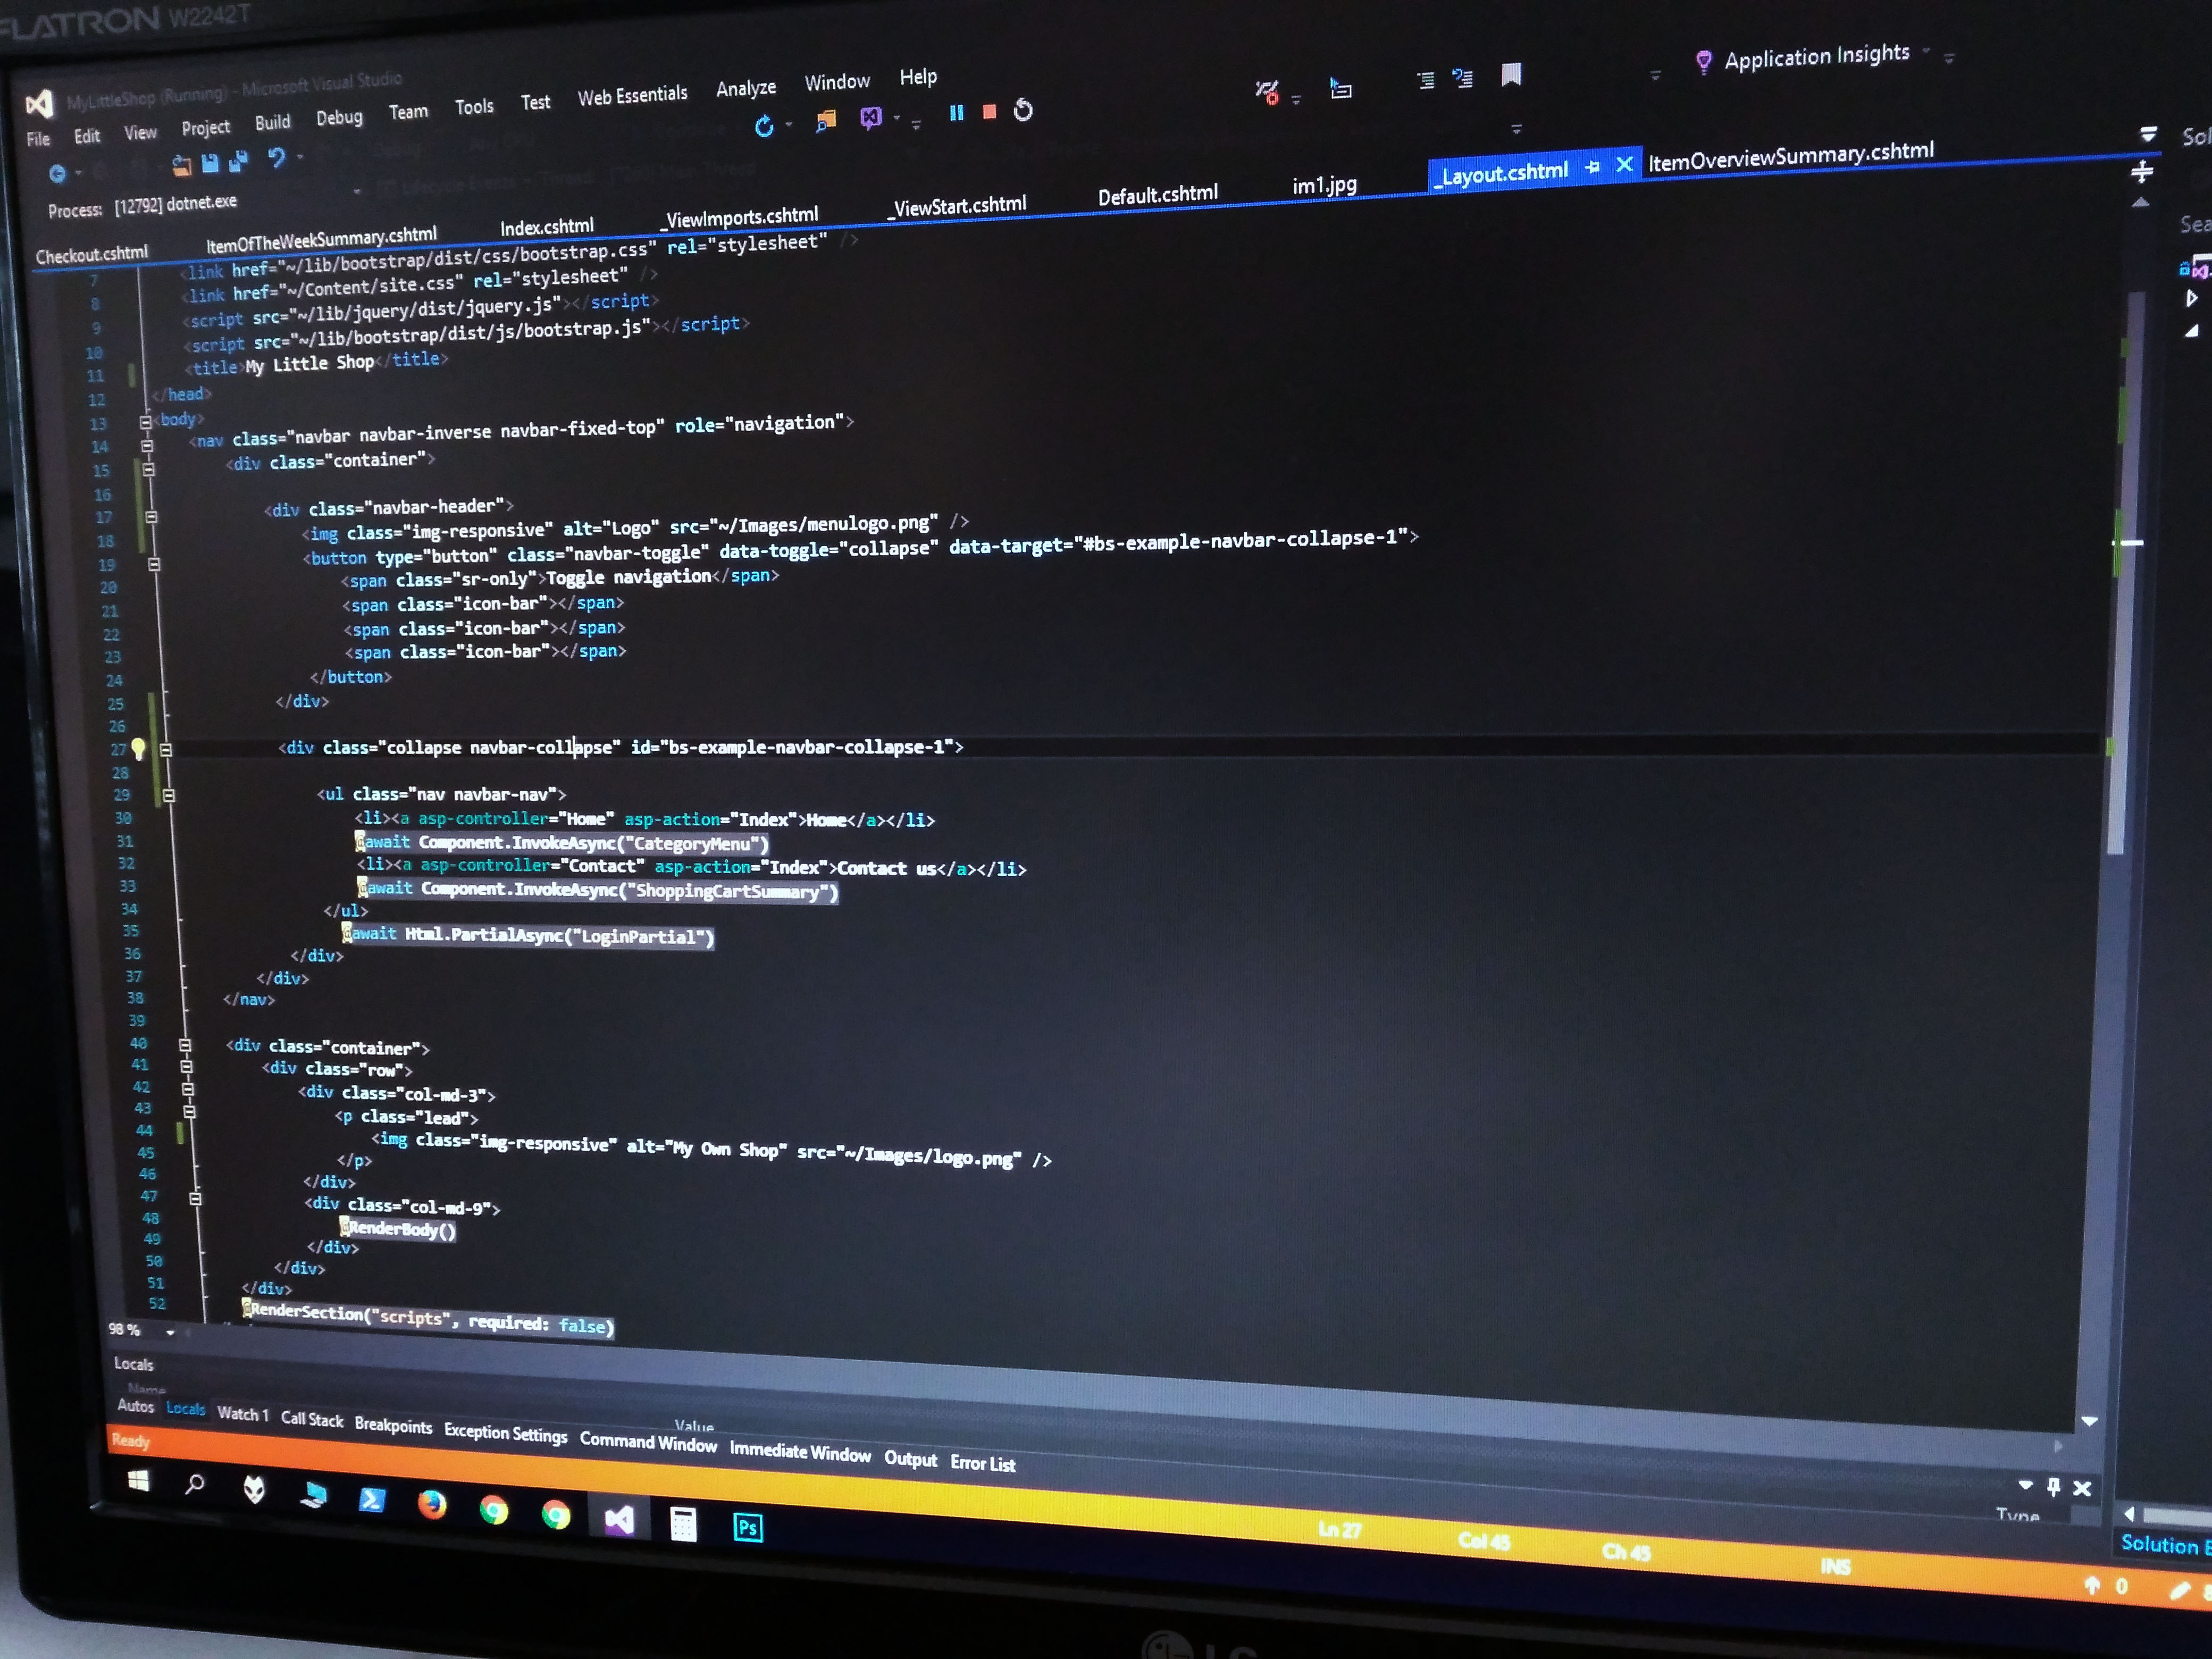 FLATRON W2242T
MyLittleShop (Running) - Microsoft Visual Studio
File Edit View Project Build Debug Team Tools Test Web Essentials Analyze Window Help
Application Insights
Process: [12792] dotnet.exe
Checkout.cshtml ItemOfTheWeekSummary.cshtml Index.cshtml _ViewImports.cshtml _ViewStart.cshtml Default.cshtml im1.jpg _Layout.cshtml ItemOverviewSummary.cshtml
7 <link href="~/lib/bootstrap/dist/css/bootstrap.css" rel="stylesheet" />
8 <link href="~/Content/site.css" rel="stylesheet" />
9 <script src="~/lib/jquery/dist/jquery.js"></script>
10 <script src="~/lib/bootstrap/dist/js/bootstrap.js"></script>
11 <title>My Little Shop</title>
12 </head>
13 <body>
14 <nav class="navbar navbar-inverse navbar-fixed-top" role="navigation">
15 <div class="container">
16
17 <div class="navbar-header">
18 <img class="img-responsive" alt="Logo" src="~/Images/menulogo.png" />
19 <button type="button" class="navbar-toggle" data-toggle="collapse" data-target="#bs-example-navbar-collapse-1">
20 <span class="sr-only">Toggle navigation</span>
21 <span class="icon-bar"></span>
22 <span class="icon-bar"></span>
23 <span class="icon-bar"></span>
24 </button>
25 </div>
26
27 <div class="collapse navbar-collapse" id="bs-example-navbar-collapse-1">
28
29 <ul class="nav navbar-nav">
30 <li><a asp-controller="Home" asp-action="Index">Home</a></li>
31 @await Component.InvokeAsync("CategoryMenu")
32 <li><a asp-controller="Contact" asp-action="Index">Contact us</a></li>
33 @await Component.InvokeAsync("ShoppingCartSummary")
34 </ul>
35 @await Html.PartialAsync("LoginPartial")
36 </div>
37 </div>
38 </nav>
39
40 <div class="container">
41 <div class="row">
42 <div class="col-md-3">
43 <p class="lead">
44 <img class="img-responsive" alt="My Own Shop" src="~/Images/logo.png" />
45 </p>
46 </div>
47 <div class="col-md-9">
48 @RenderBody()
49 </div>
50 </div>
51 </div>
52 @RenderSection("scripts", required: false)
98 %
Locals
Name Value Type
Autos Locals Watch 1 Call Stack Breakpoints Exception Settings Command Window Immediate Window Output Error List
Solution E
Ready Ln 27 Col 45 Ch 45 INS 0
Ps
LG